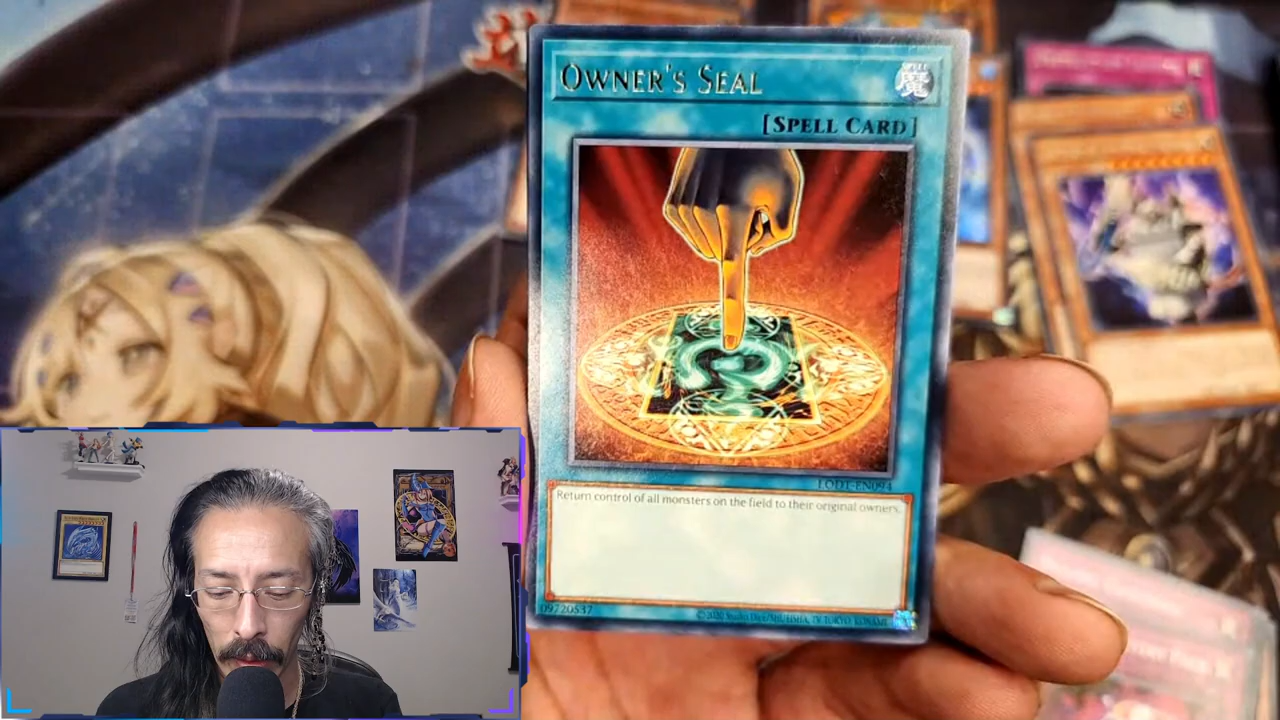 OWNER'S SEAL
SPELL
魔
[SPELL CARD]
LOD1-EN094
Return control of all monsters on the field to their original owners.
09720537